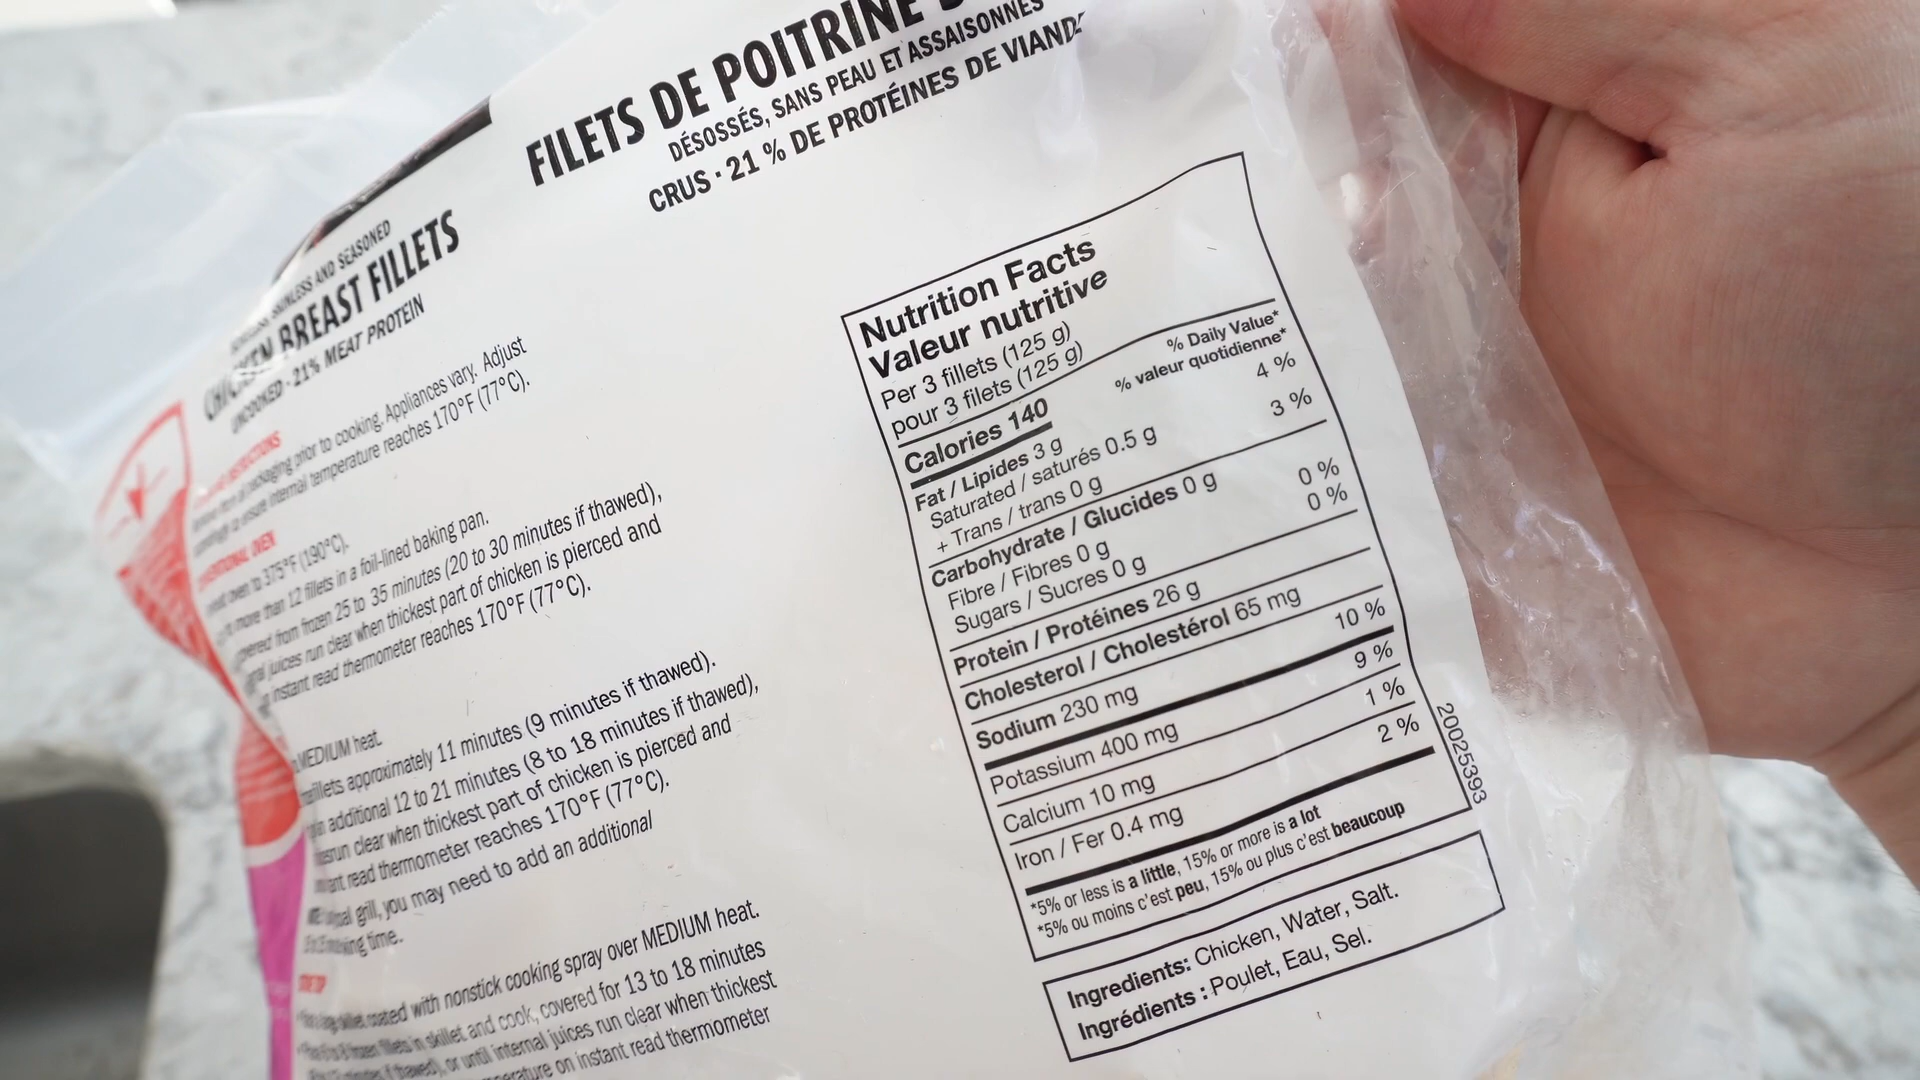 FILETS DE POITRINE
DÉSOSSÉS, SANS PEAU ET ASSAISONNÉS
CRUS · 21 % DE PROTÉINES DE VIANDE
SKINLESS AND SEASONED
CHICKEN BREAST FILLETS
UNCOOKED · 21% MEAT PROTEIN
packaging prior to cooking. Appliances vary. Adjust
to ensure internal temperature reaches 170°F (77°C).
OVEN
oven to 375°F (190°C).
more than 12 fillets in a foil-lined baking pan.
from frozen 25 to 35 minutes (20 to 30 minutes if thawed),
juices run clear when thickest part of chicken is pierced and
instant read thermometer reaches 170°F (77°C).
MEDIUM heat.
fillets approximately 11 minutes (9 minutes if thawed).
additional 12 to 21 minutes (8 to 18 minutes if thawed),
run clear when thickest part of chicken is pierced and
read thermometer reaches 170°F (77°C).
grill, you may need to add an additional
time.
coated with nonstick cooking spray over MEDIUM heat.
frozen fillets in skillet and cook, covered for 13 to 18 minutes
if thawed), or until internal juices run clear when thickest
on instant read thermometer
Nutrition Facts
Valeur nutritive
Per 3 fillets (125 g)
pour 3 filets (125 g)
% Daily Value*
% valeur quotidienne*
Calories 140
Fat / Lipides 3 g 4 %
Saturated / saturés 0.5 g 3 %
+ Trans / trans 0 g
Carbohydrate / Glucides 0 g
Fibre / Fibres 0 g 0 %
Sugars / Sucres 0 g 0 %
Protein / Protéines 26 g
Cholesterol / Cholestérol 65 mg
Sodium 230 mg 10 %
Potassium 400 mg 9 %
Calcium 10 mg 1 %
Iron / Fer 0.4 mg 2 %
*5% or less is a little, 15% or more is a lot
*5% ou moins c'est peu, 15% ou plus c'est beaucoup
20025393
Ingredients: Chicken, Water, Salt.
Ingrédients : Poulet, Eau, Sel.